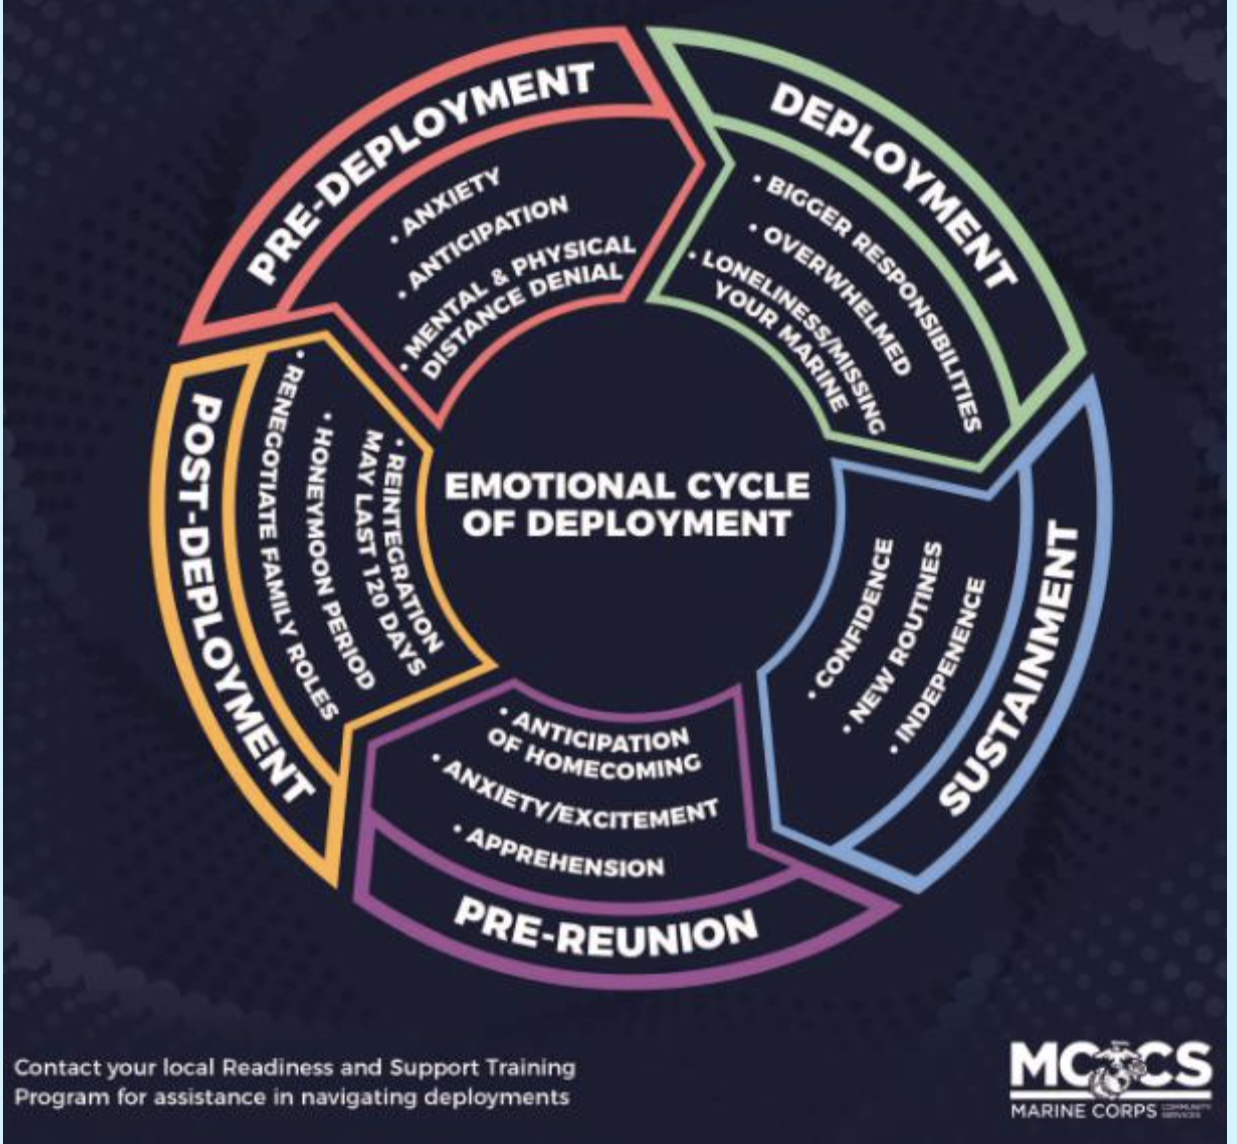 PRE-DEPLOYMENT
• ANXIETY
• ANTICIPATION
• MENTAL & PHYSICAL
DISTANCE DENIAL
DEPLOYMENT
• BIGGER RESPONSIBILITIES
• OVERWHELMED
• LONELINESS/MISSING
YOUR MARINE
SUSTAINMENT
• CONFIDENCE
• NEW ROUTINES
• INDEPENENCE
PRE-REUNION
• ANTICIPATION
OF HOMECOMING
• ANXIETY/EXCITEMENT
• APPREHENSION
POST-DEPLOYMENT
• RENEGOTIATE FAMILY ROLES
• HONEYMOON PERIOD
• REINTEGRATION
MAY LAST 120 DAYS
EMOTIONAL CYCLE
OF DEPLOYMENT
Contact your local Readiness and Support Training
Program for assistance in navigating deployments
MCCS
MARINE CORPS COMMUNITY
SERVICES